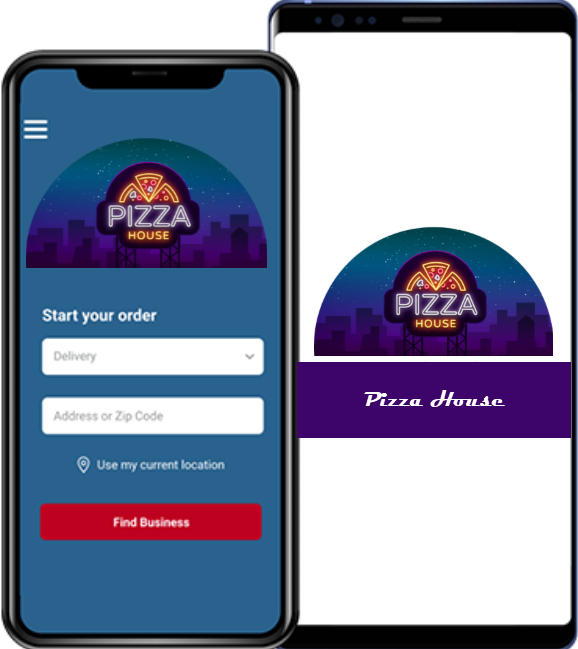 PIZZA
HOUSE
Start your order
Delivery
Address or Zip Code
Use my current location
Find Business
PIZZA
HOUSE
Pizza House